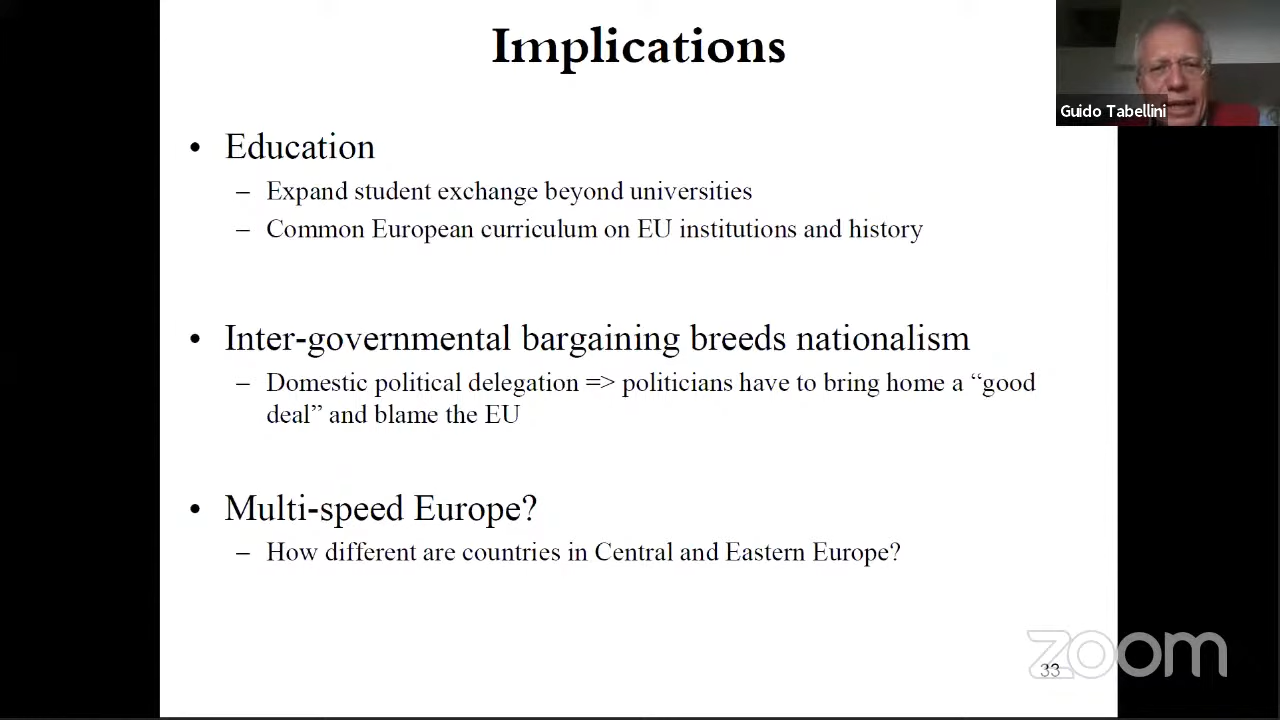 Implications
Guido Tabellini
• Education
– Expand student exchange beyond universities
– Common European curriculum on EU institutions and history
• Inter-governmental bargaining breeds nationalism
– Domestic political delegation => politicians have to bring home a “good
deal” and blame the EU
• Multi-speed Europe?
– How different are countries in Central and Eastern Europe?
zoom
33